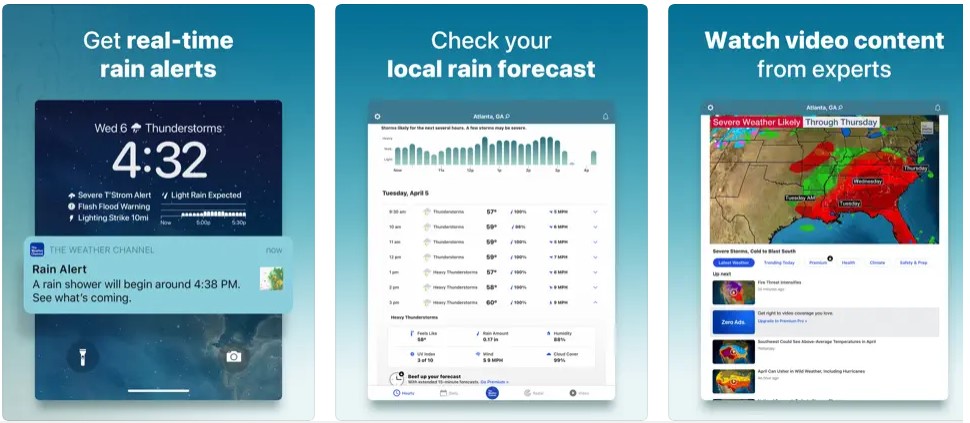 Get real-time
rain alerts
Wed 6 Thunderstorms
4:32
Severe T'Strom Alert
Flash Flood Warning
Lighting Strike 10mi
Light Rain Expected
Now 5:00p 5:30p
THE WEATHER CHANNEL now
Rain Alert
A rain shower will begin around 4:38 PM.
See what's coming.
Check your
local rain forecast
Atlanta, GA
Storms likely for the next several hours. A few storms may be severe.
Heavy
Light
Now 11a
Tuesday, April 5
9:30 am Thunderstorms 57° 100% 5 MPH
10 am Thunderstorms 59° 6 MPH
11 am Thunderstorms 59° 100%
12 pm Thunderstorms 59° 100% 7 MPH
1 pm Heavy Thunderstorms 57° 100%
2 pm Heavy Thunderstorms 58° 100% 9 MPH
3 pm Heavy Thunderstorms 60° 100% 9 MPH
Heavy Thunderstorms
Feels Like
58°
Rain Amount
0.17 in
Humidity
UV Index
3 of 10
Wind
S 9 MPH
Cloud Cover
99%
Beef up your forecast
With extended 15-minute forecasts. Go Premium >
Hourly Daily Radar Video
Watch video content
from experts
Atlanta, GA
Severe Weather Likely Through Thursday
Thursday
Wednesday
Tuesday AM
Tuesday
Severe Storms, Cold to Blast South
Latest Weather Trending Today Premium Health Climate Safety & Prep
Up next
Fire Threat Intensifies
Zero Ads.
Get right to video coverage you love.
Upgrade to Premium Pro >
Southwest Could See Above-Average Temperatures in April
Yesterday
April Can Usher in Wild Weather, Including Hurricanes